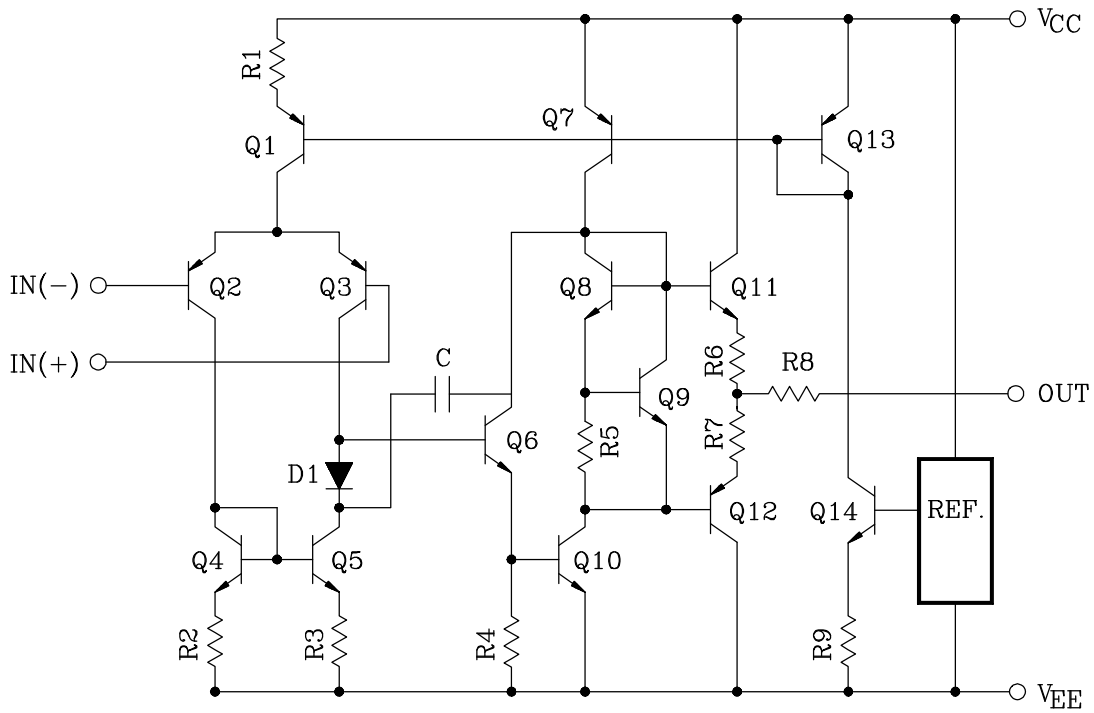 VCC
R1
Q1
Q7
Q13
IN(-)
Q2
Q3
Q8
Q11
IN(+)
C
R6
R8
OUT
Q9
R7
Q6
R5
D1
Q12
Q14
REF.
Q4
Q5
Q10
R2
R3
R4
R9
VEE